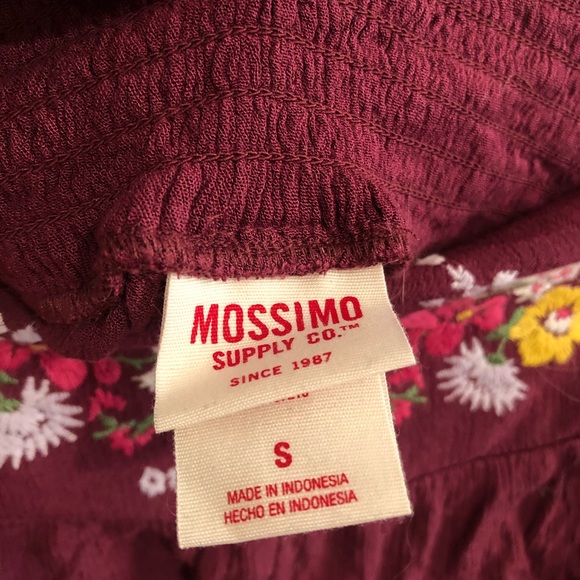 MOSSIMO
SUPPLY CO.™
SINCE 1987
S
MADE IN INDONESIA
HECHO EN INDONESIA